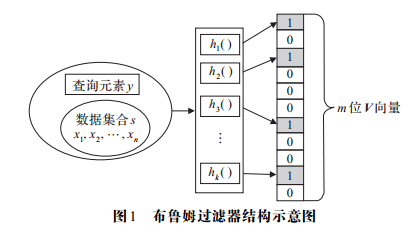 查询元素y
数据集合s
x₁, x₂, ⋯, xₙ
h₁()
h₂()
h₃()
⋮
hₖ()
1
0
1
0
0
0
1
0
0
1
0
m位V向量
图1 布鲁姆过滤器结构示意图